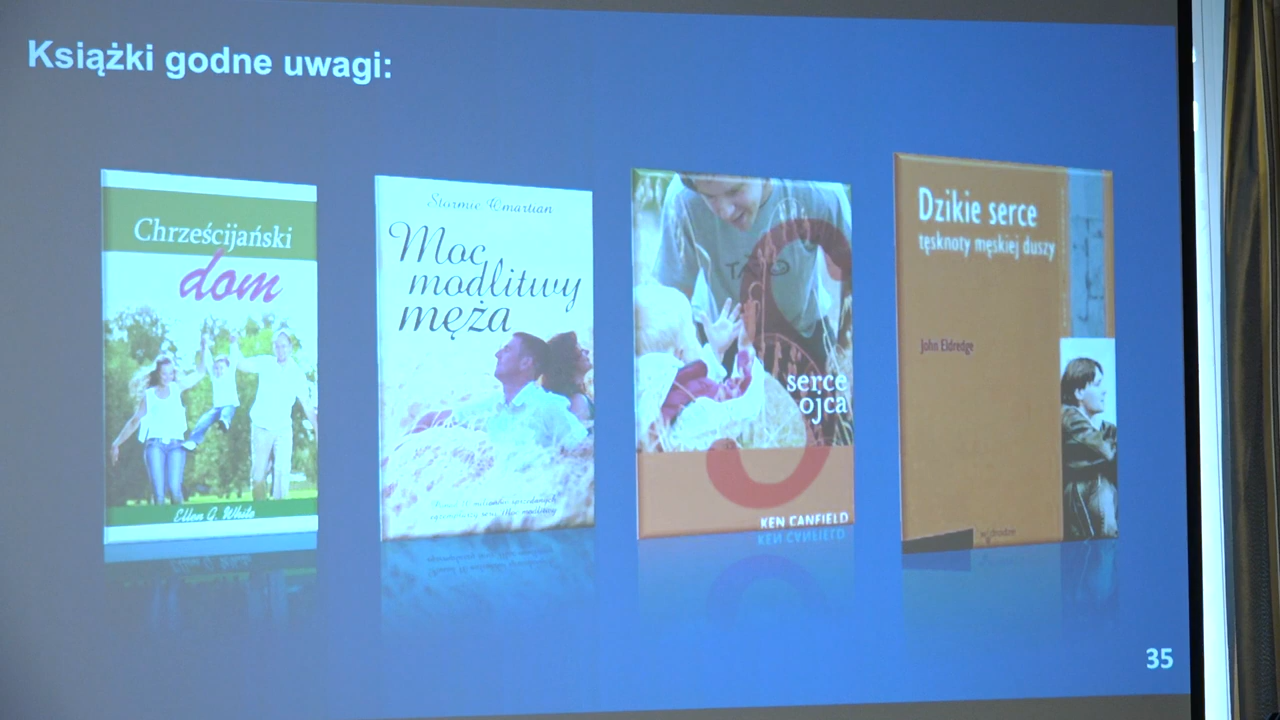 Książki godne uwagi:
Chrześcijański
dom
Ellen G. White
Stormie Omartian
Moc
modlitwy
męża
TATO
serce
ojca
KEN CANFIELD
Dzikie serce
tęsknoty męskiej duszy
John Eldredge
35